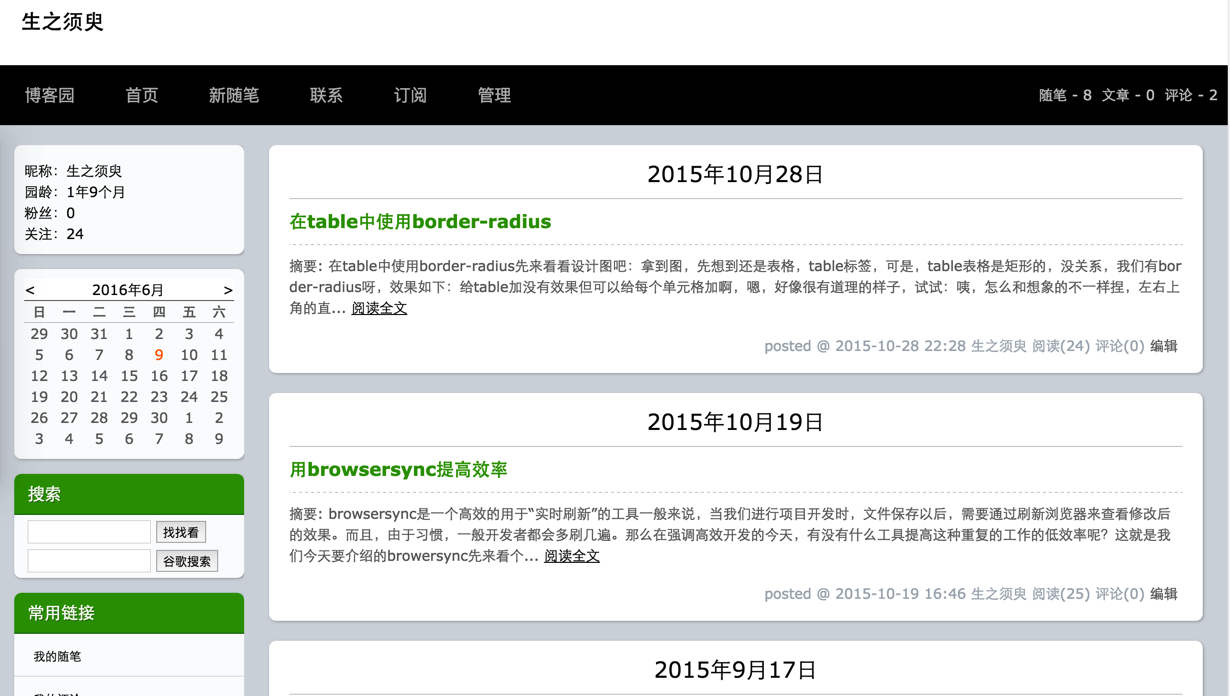 生之须臾
博客园 首页 新随笔 联系 订阅 管理 随笔 - 8 文章 - 0 评论 - 2
昵称：生之须臾
园龄：1年9个月
粉丝：0
关注：24
< 2016年6月 >
日 一 二 三 四 五 六
29 30 31 1 2 3 4
5 6 7 8 9 10 11
12 13 14 15 16 17 18
19 20 21 22 23 24 25
26 27 28 29 30 1 2
3 4 5 6 7 8 9
搜索
找找看
谷歌搜索
常用链接
我的随笔
2015年10月28日
在table中使用border-radius
摘要: 在table中使用border-radius先来看看设计图吧：拿到图，先想到还是表格，table标签，可是，table表格是矩形的，没关系，我们有bor
der-radius呀，效果如下：给table加没有效果但可以给每个单元格加啊，嗯，好像很有道理的样子，试试：咦，怎么和想象的不一样捏，左右上
角的直... 阅读全文
posted @ 2015-10-28 22:28 生之须臾 阅读(24) 评论(0) 编辑
2015年10月19日
用browsersync提高效率
摘要: browsersync是一个高效的用于“实时刷新”的工具一般来说，当我们进行项目开发时，文件保存以后，需要通过刷新浏览器来查看修改后
的效果。而且，由于习惯，一般开发者都会多刷几遍。那么在强调高效开发的今天，有没有什么工具提高这种重复的工作的低效率呢？这就是我
们今天要介绍的browersync先来看个... 阅读全文
posted @ 2015-10-19 16:46 生之须臾 阅读(25) 评论(0) 编辑
2015年9月17日